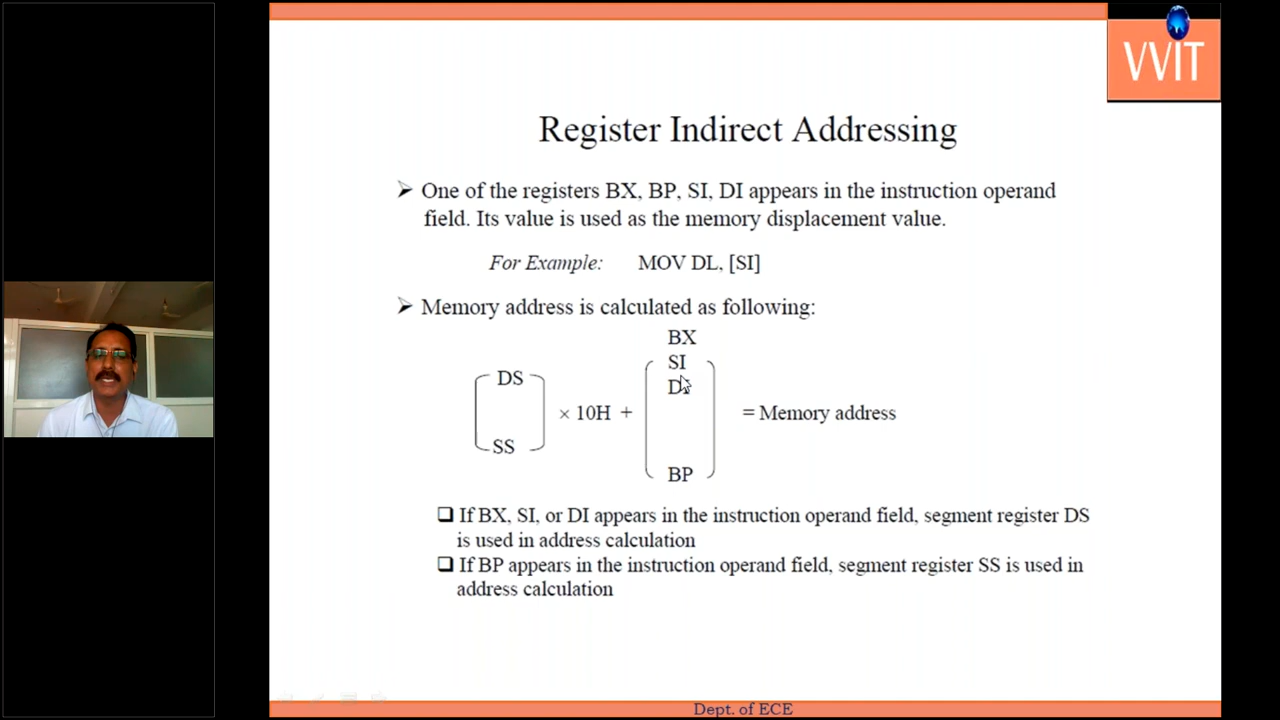 VVIT
Register Indirect Addressing
One of the registers BX, BP, SI, DI appears in the instruction operand
field. Its value is used as the memory displacement value.
For Example: MOV DL, [SI]
Memory address is calculated as following:
BX
SI
DS
DI
× 10H + = Memory address
SS
BP
If BX, SI, or DI appears in the instruction operand field, segment register DS
is used in address calculation
If BP appears in the instruction operand field, segment register SS is used in
address calculation
Dept. of ECE